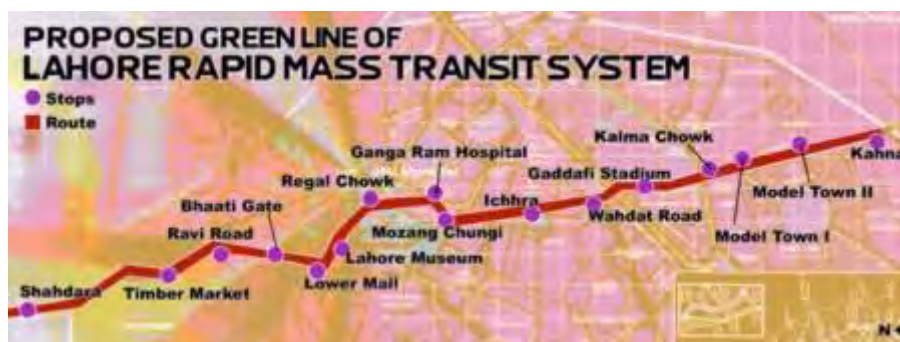 PROPOSED GREEN LINE OF
LAHORE RAPID MASS TRANSIT SYSTEM
Stops
Route
Kalma Chowk
Kahna
Ganga Ram Hospital
Gaddafi Stadium
Regal Chowk
Model Town II
Ichhra
Bhaati Gate
Wahdat Road
Mozang Chungi
Model Town I
Ravi Road
Lahore Museum
Lower Mall
Shahdara
Timber Market
N